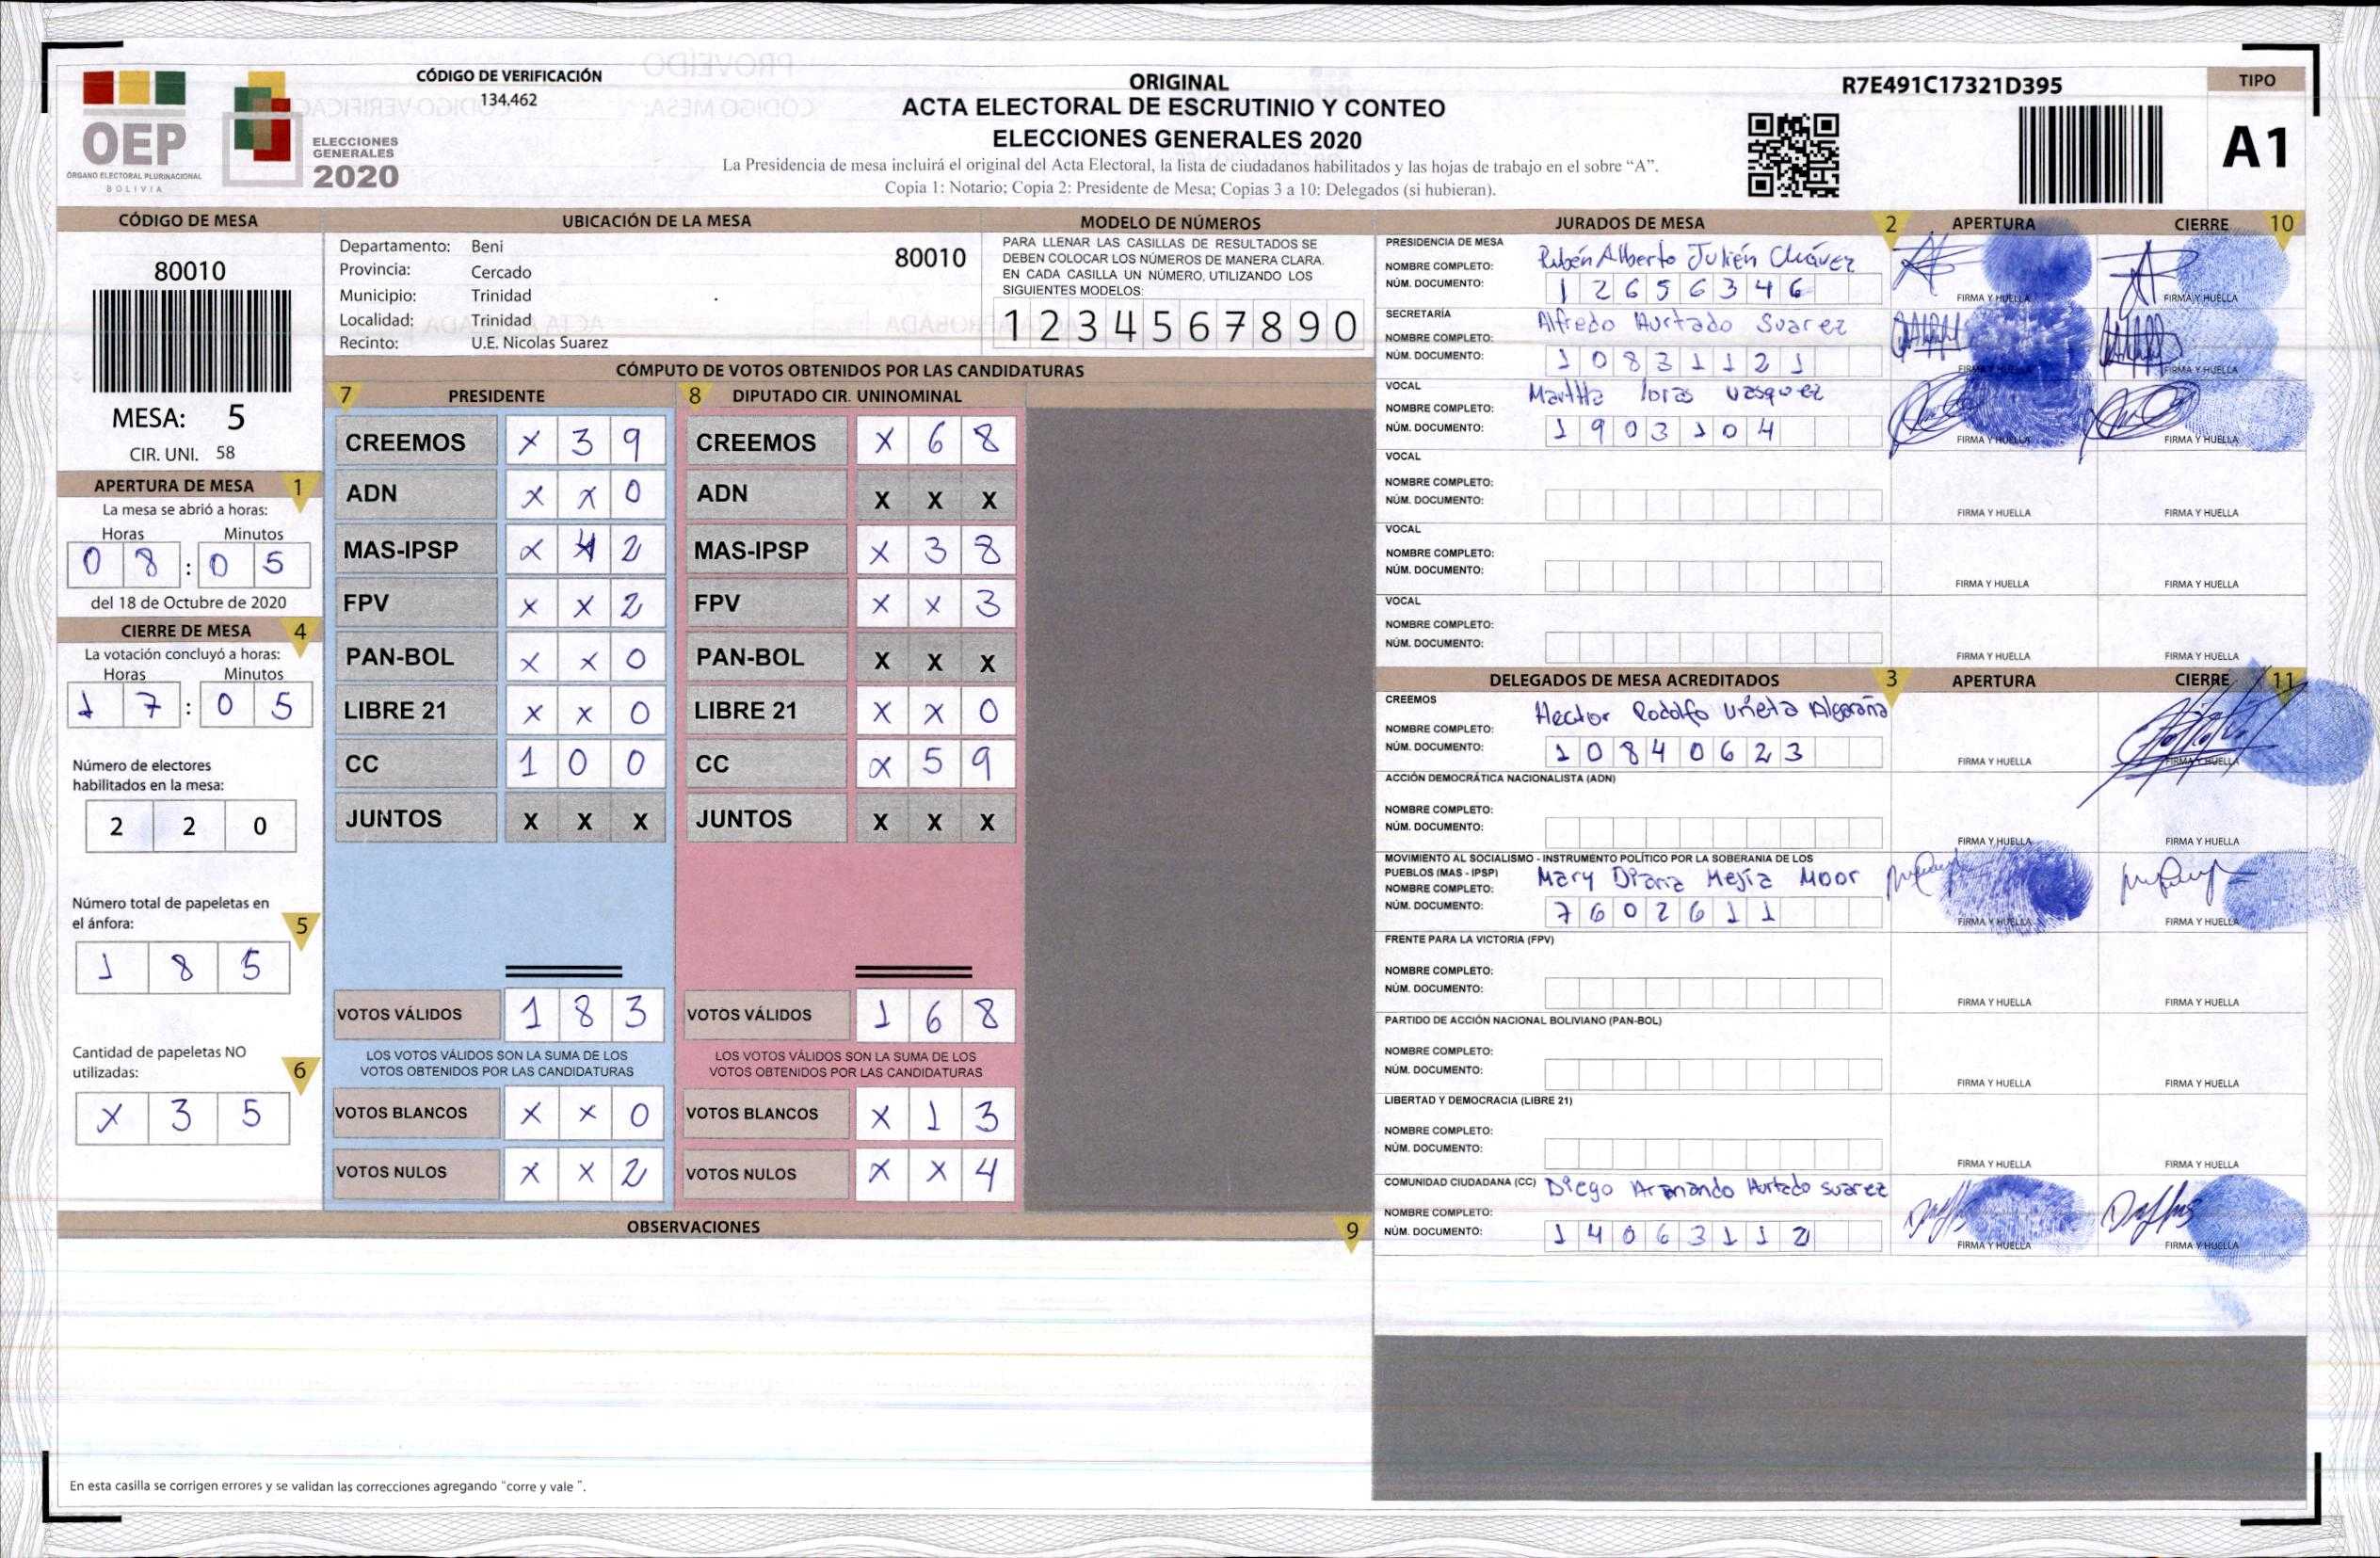 OEP
ÓRGANO ELECTORAL PLURINACIONAL
BOLIVIA
ELECCIONES
GENERALES
2020
CÓDIGO DE VERIFICACIÓN
134.462
ORIGINAL
ACTA ELECTORAL DE ESCRUTINIO Y CONTEO
ELECCIONES GENERALES 2020
La Presidencia de mesa incluirá el original del Acta Electoral, la lista de ciudadanos habilitados y las hojas de trabajo en el sobre “A”.
Copia 1: Notario; Copia 2: Presidente de Mesa; Copias 3 a 10: Delegados (si hubieran).
R7E491C17321D395
TIPO
A1
CÓDIGO DE MESA
80010
MESA: 5
CIR. UNI. 58
APERTURA DE MESA 1
La mesa se abrió a horas:
Horas Minutos
0 8 : 0 5
del 18 de Octubre de 2020
CIERRE DE MESA 4
La votación concluyó a horas:
Horas Minutos
1 7 : 0 5
Número de electores
habilitados en la mesa:
2 2 0
Número total de papeletas en
el ánfora: 5
1 8 5
Cantidad de papeletas NO
utilizadas: 6
X 3 5
UBICACIÓN DE LA MESA
Departamento: Beni
80010
Provincia: Cercado
Municipio: Trinidad
Localidad: Trinidad
Recinto: U.E. Nicolas Suarez
MODELO DE NÚMEROS
PARA LLENAR LAS CASILLAS DE RESULTADOS SE
DEBEN COLOCAR LOS NÚMEROS DE MANERA CLARA.
EN CADA CASILLA UN NÚMERO, UTILIZANDO LOS
SIGUIENTES MODELOS:
1 2 3 4 5 6 7 8 9 0
CÓMPUTO DE VOTOS OBTENIDOS POR LAS CANDIDATURAS
7 PRESIDENTE
CREEMOS X 3 9
ADN X X 0
MAS-IPSP X 4 2
FPV X X 2
PAN-BOL X X 0
LIBRE 21 X X 0
CC 1 0 0
JUNTOS X X X
VOTOS VÁLIDOS 1 8 3
LOS VOTOS VÁLIDOS SON LA SUMA DE LOS
VOTOS OBTENIDOS POR LAS CANDIDATURAS
VOTOS BLANCOS X X 0
VOTOS NULOS X X 2
8 DIPUTADO CIR. UNINOMINAL
CREEMOS X 6 8
ADN X X X
MAS-IPSP X 3 8
FPV X X 3
PAN-BOL X X X
LIBRE 21 X X 0
CC X 5 9
JUNTOS X X X
VOTOS VÁLIDOS 1 6 8
LOS VOTOS VÁLIDOS SON LA SUMA DE LOS
VOTOS OBTENIDOS POR LAS CANDIDATURAS
VOTOS BLANCOS X 1 3
VOTOS NULOS X X 4
OBSERVACIONES 9
En esta casilla se corrigen errores y se validan las correcciones agregando "corre y vale ".
JURADOS DE MESA 2 APERTURA CIERRE 10
PRESIDENCIA DE MESA
NOMBRE COMPLETO: Rubén Alberto Julién Chávez
NÚM. DOCUMENTO: 1 2 6 5 6 3 4 6
FIRMA Y HUELLA FIRMA Y HUELLA
SECRETARÍA
NOMBRE COMPLETO: Alfredo Hurtado Suarez
NÚM. DOCUMENTO: 1 0 8 3 1 1 2 1
FIRMA Y HUELLA FIRMA Y HUELLA
VOCAL
NOMBRE COMPLETO: Vasquez
NÚM. DOCUMENTO: 1 9 0 3 1 0 4
FIRMA Y HUELLA FIRMA Y HUELLA
VOCAL
NOMBRE COMPLETO:
NÚM. DOCUMENTO:
FIRMA Y HUELLA FIRMA Y HUELLA
VOCAL
NOMBRE COMPLETO:
NÚM. DOCUMENTO:
FIRMA Y HUELLA FIRMA Y HUELLA
VOCAL
NOMBRE COMPLETO:
NÚM. DOCUMENTO:
FIRMA Y HUELLA FIRMA Y HUELLA
DELEGADOS DE MESA ACREDITADOS 3 APERTURA CIERRE 11
CREEMOS
NOMBRE COMPLETO: Hector Rodolfo Urieta Algaraña
NÚM. DOCUMENTO: 1 0 8 4 0 6 2 3
FIRMA Y HUELLA FIRMA Y HUELLA
ACCIÓN DEMOCRÁTICA NACIONALISTA (ADN)
NOMBRE COMPLETO:
NÚM. DOCUMENTO:
FIRMA Y HUELLA FIRMA Y HUELLA
MOVIMIENTO AL SOCIALISMO - INSTRUMENTO POLÍTICO POR LA SOBERANIA DE LOS
PUEBLOS (MAS - IPSP)
NOMBRE COMPLETO: Mary Diana Mejía Moor
NÚM. DOCUMENTO: 7 6 0 2 6 1 1
FIRMA Y HUELLA FIRMA Y HUELLA
FRENTE PARA LA VICTORIA (FPV)
NOMBRE COMPLETO:
NÚM. DOCUMENTO:
FIRMA Y HUELLA FIRMA Y HUELLA
PARTIDO DE ACCIÓN NACIONAL BOLIVIANO (PAN-BOL)
NOMBRE COMPLETO:
NÚM. DOCUMENTO:
FIRMA Y HUELLA FIRMA Y HUELLA
LIBERTAD Y DEMOCRACIA (LIBRE 21)
NOMBRE COMPLETO:
NÚM. DOCUMENTO:
FIRMA Y HUELLA FIRMA Y HUELLA
COMUNIDAD CIUDADANA (CC)
NOMBRE COMPLETO: Diego Armando Hurtado Suarez
NÚM. DOCUMENTO: 1 4 0 6 3 1 1 2
FIRMA Y HUELLA FIRMA Y HUELLA